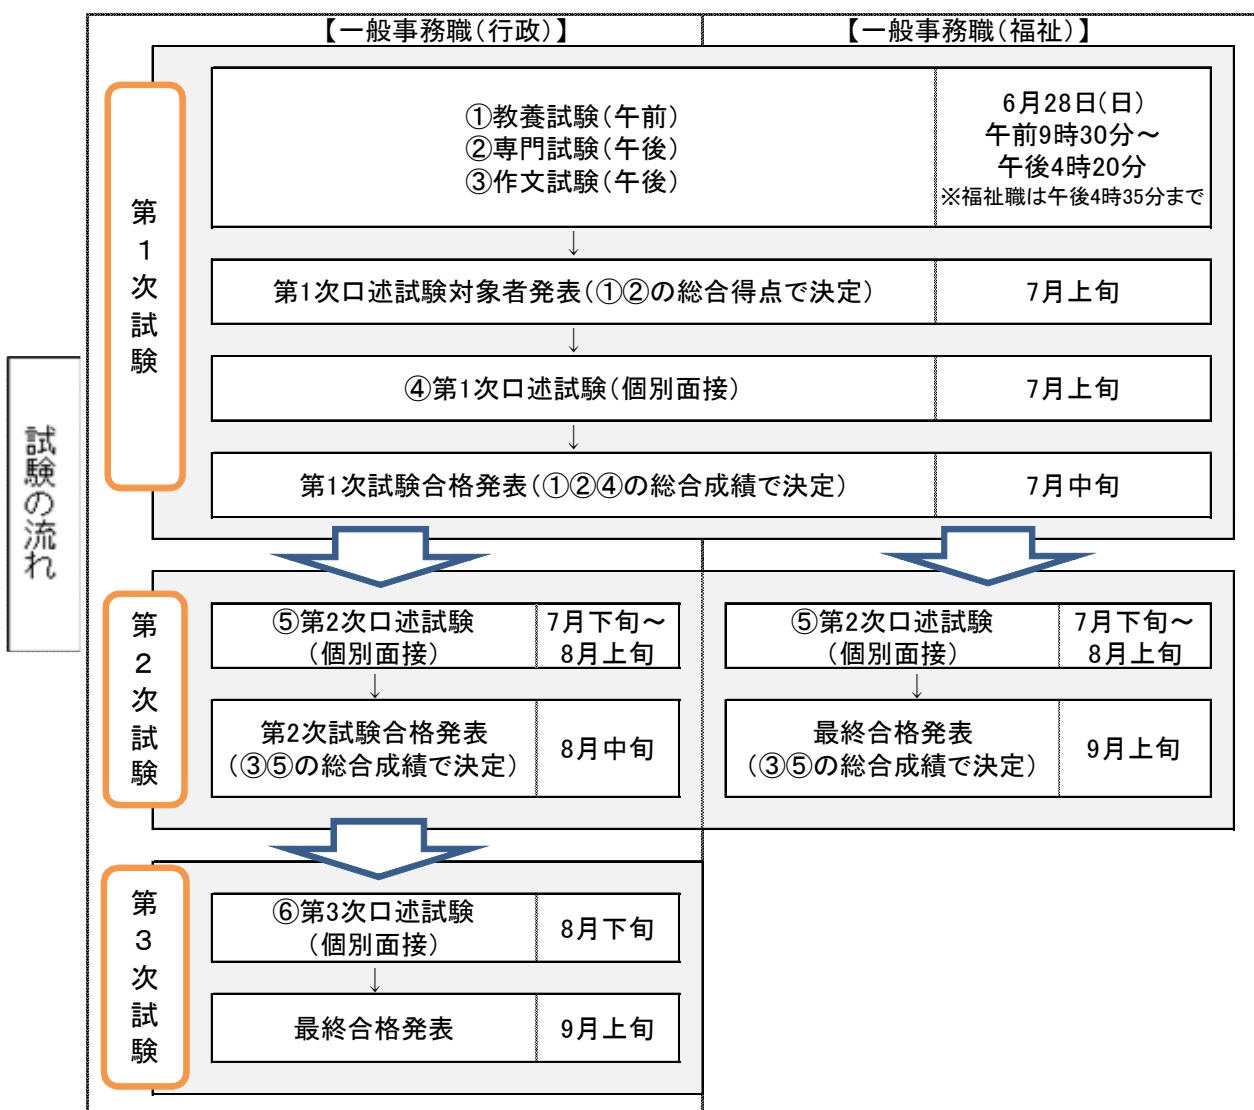 【一般事務職(行政)】
【一般事務職(福祉)】
試験の流れ
第1次試験
①教養試験(午前)
②専門試験(午後)
③作文試験(午後)
6月28日(日)
午前9時30分～
午後4時20分
※福祉職は午後4時35分まで
↓
第1次口述試験対象者発表(①②の総合得点で決定)
7月上旬
↓
④第1次口述試験(個別面接)
7月上旬
↓
第1次試験合格発表(①②④の総合成績で決定)
7月中旬
第2次試験
⑤第2次口述試験
(個別面接)
7月下旬～
8月上旬
↓
第2次試験合格発表
(③⑤の総合成績で決定)
8月中旬
⑤第2次口述試験
(個別面接)
7月下旬～
8月上旬
↓
最終合格発表
(③⑤の総合成績で決定)
9月上旬
第3次試験
⑥第3次口述試験
(個別面接)
8月下旬
↓
最終合格発表
9月上旬